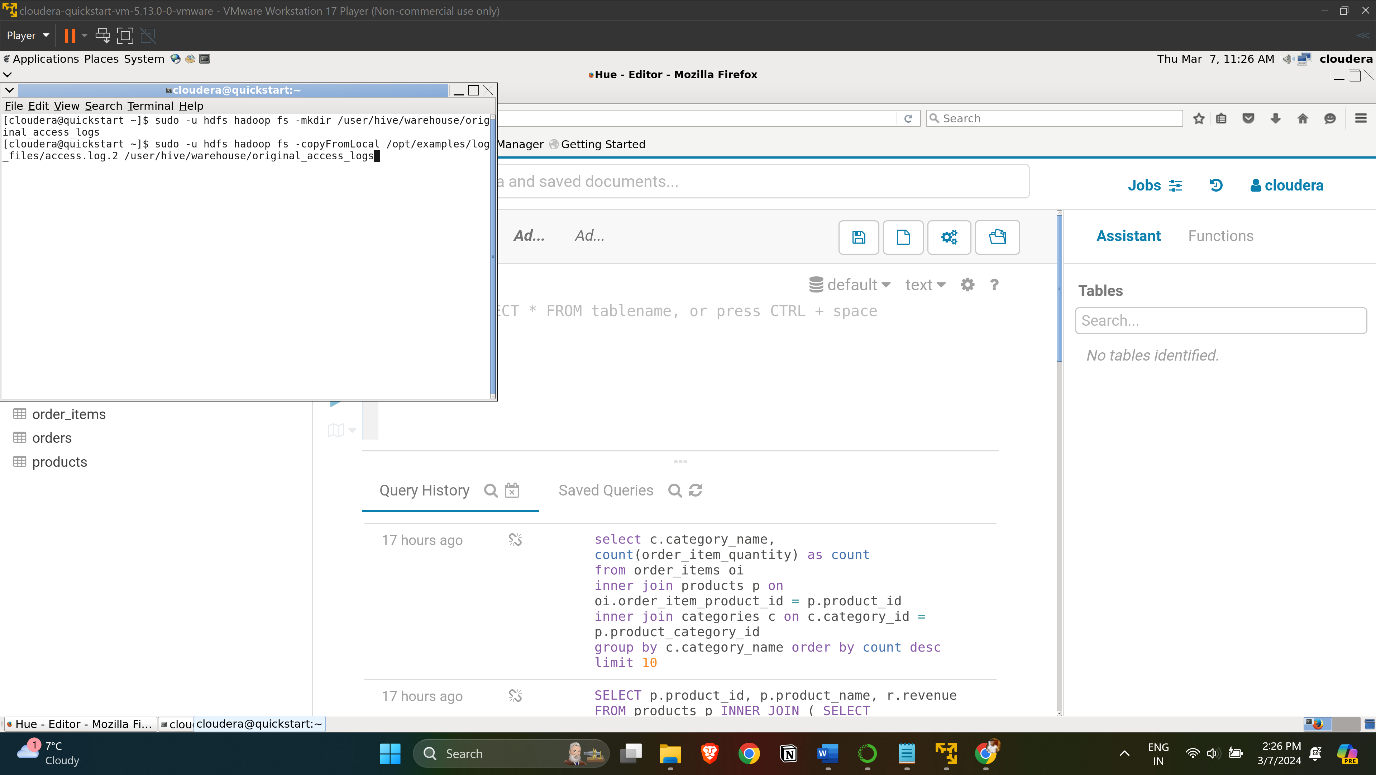 cloudera-quickstart-vm-5.13.0-0-vmware - VMware Workstation 17 Player (Non-commercial use only)
Player
Applications Places System
Thu Mar 7, 11:26 AM
cloudera
Hue - Editor - Mozilla Firefox
cloudera@quickstart:~
File Edit View Search Terminal Help
[cloudera@quickstart ~]$ sudo -u hdfs hadoop fs -mkdir /user/hive/warehouse/orig
inal_access_logs
[cloudera@quickstart ~]$ sudo -u hdfs hadoop fs -copyFromLocal /opt/examples/log
_files/access.log.2 /user/hive/warehouse/original_access_logs
Search
Manager
Getting Started
a and saved documents...
Jobs
cloudera
Ad...
Ad...
Assistant
Functions
default
text
?
ECT * FROM tablename, or press CTRL + space
Tables
Search...
No tables identified.
order_items
orders
products
Query History
Saved Queries
17 hours ago
select c.category_name,
count(order_item_quantity) as count
from order_items oi
inner join products p on
oi.order_item_product_id = p.product_id
inner join categories c on c.category_id =
p.product_category_id
group by c.category_name order by count desc
limit 10
17 hours ago
SELECT p.product_id, p.product_name, r.revenue
FROM products p INNER JOIN ( SELECT
Hue - Editor - Mozilla Fi...
clou
cloudera@quickstart:~
1
7°C
Cloudy
Search
ENG
IN
2:26 PM
3/7/2024
PRE